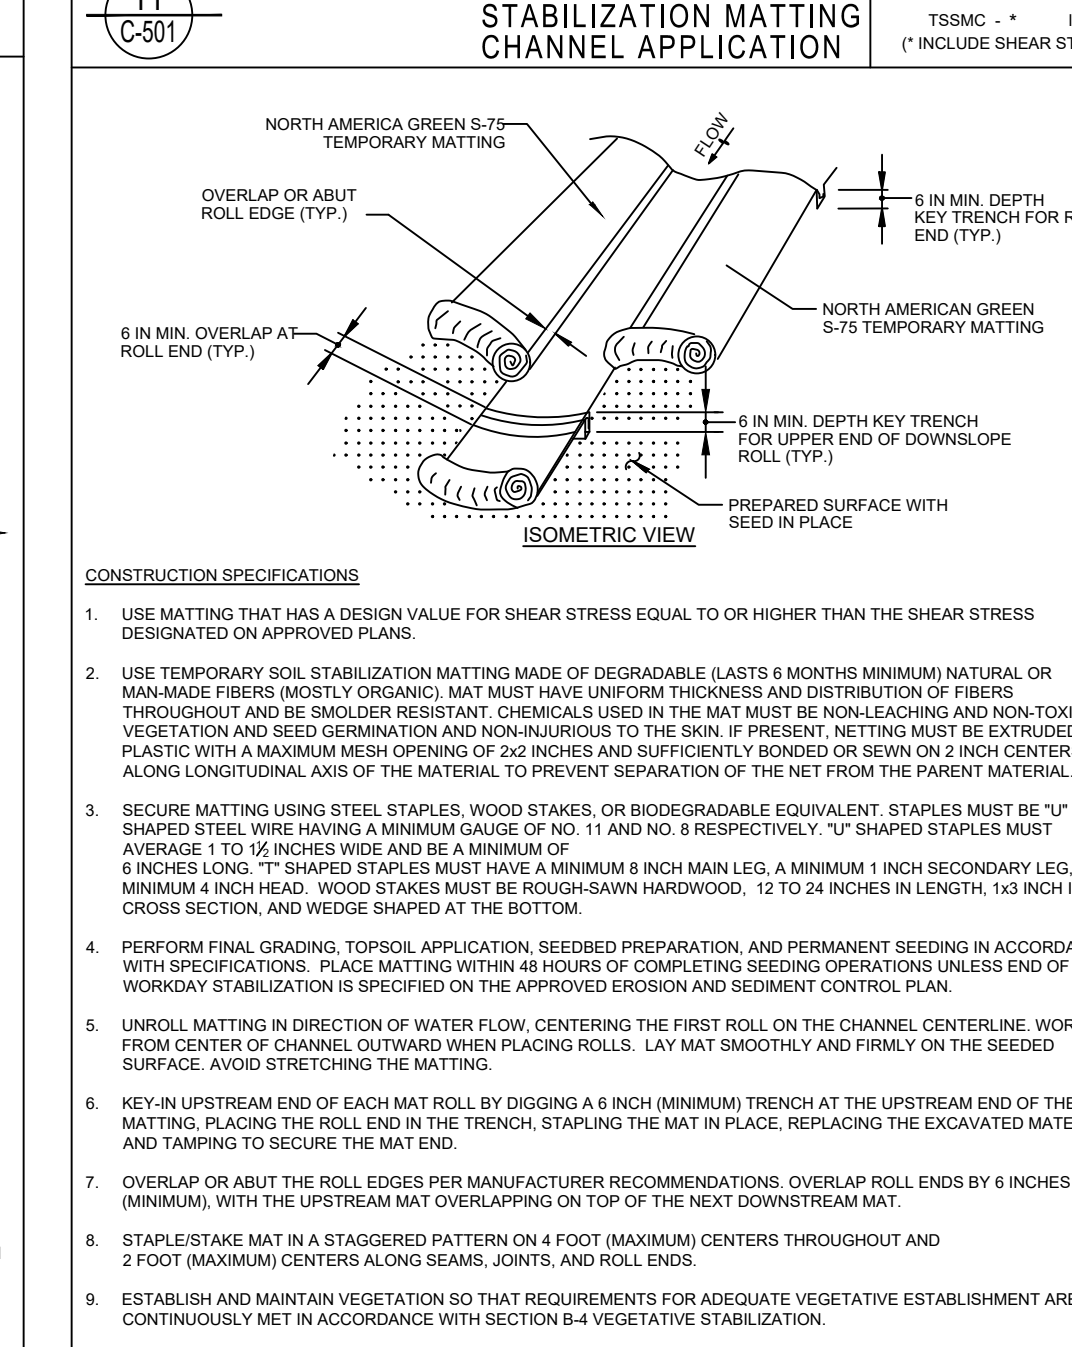 11
C-501
STABILIZATION MATTING
CHANNEL APPLICATION
TSSMC - *
(* INCLUDE SHEAR
NORTH AMERICA GREEN S-75
TEMPORARY MATTING
FLOW
OVERLAP OR ABUT
ROLL EDGE (TYP.)
6 IN MIN. DEPTH
KEY TRENCH FOR
END (TYP.)
NORTH AMERICAN GREEN
S-75 TEMPORARY MATTING
6 IN MIN. OVERLAP AT
ROLL END (TYP.)
6 IN MIN. DEPTH KEY TRENCH
FOR UPPER END OF DOWNSLOPE
ROLL (TYP.)
PREPARED SURFACE WITH
SEED IN PLACE
ISOMETRIC VIEW
CONSTRUCTION SPECIFICATIONS
1. USE MATTING THAT HAS A DESIGN VALUE FOR SHEAR STRESS EQUAL TO OR HIGHER THAN THE SHEAR STRESS
DESIGNATED ON APPROVED PLANS.
2. USE TEMPORARY SOIL STABILIZATION MATTING MADE OF DEGRADABLE (LASTS 6 MONTHS MINIMUM) NATURAL OR
MAN-MADE FIBERS (MOSTLY ORGANIC). MAT MUST HAVE UNIFORM THICKNESS AND DISTRIBUTION OF FIBERS
THROUGHOUT AND BE SMOLDER RESISTANT. CHEMICALS USED IN THE MAT MUST BE NON-LEACHING AND NON-TOXI
VEGETATION AND SEED GERMINATION AND NON-INJURIOUS TO THE SKIN. IF PRESENT, NETTING MUST BE EXTRUDED
PLASTIC WITH A MAXIMUM MESH OPENING OF 2x2 INCHES AND SUFFICIENTLY BONDED OR SEWN ON 2 INCH CENTER
ALONG LONGITUDINAL AXIS OF THE MATERIAL TO PREVENT SEPARATION OF THE NET FROM THE PARENT MATERIAL.
3. SECURE MATTING USING STEEL STAPLES, WOOD STAKES, OR BIODEGRADABLE EQUIVALENT. STAPLES MUST BE "U"
SHAPED STEEL WIRE HAVING A MINIMUM GAUGE OF NO. 11 AND NO. 8 RESPECTIVELY. "U" SHAPED STAPLES MUST
AVERAGE 1 TO 1½ INCHES WIDE AND BE A MINIMUM OF
6 INCHES LONG. "T" SHAPED STAPLES MUST HAVE A MINIMUM 8 INCH MAIN LEG, A MINIMUM 1 INCH SECONDARY LEG,
MINIMUM 4 INCH HEAD. WOOD STAKES MUST BE ROUGH-SAWN HARDWOOD, 12 TO 24 INCHES IN LENGTH, 1x3 INCH I
CROSS SECTION, AND WEDGE SHAPED AT THE BOTTOM.
4. PERFORM FINAL GRADING, TOPSOIL APPLICATION, SEEDBED PREPARATION, AND PERMANENT SEEDING IN ACCORDA
WITH SPECIFICATIONS. PLACE MATTING WITHIN 48 HOURS OF COMPLETING SEEDING OPERATIONS UNLESS END OF
WORKDAY STABILIZATION IS SPECIFIED ON THE APPROVED EROSION AND SEDIMENT CONTROL PLAN.
5. UNROLL MATTING IN DIRECTION OF WATER FLOW, CENTERING THE FIRST ROLL ON THE CHANNEL CENTERLINE. WOR
FROM CENTER OF CHANNEL OUTWARD WHEN PLACING ROLLS. LAY MAT SMOOTHLY AND FIRMLY ON THE SEEDED
SURFACE. AVOID STRETCHING THE MATTING.
6. KEY-IN UPSTREAM END OF EACH MAT ROLL BY DIGGING A 6 INCH (MINIMUM) TRENCH AT THE UPSTREAM END OF THE
MATTING, PLACING THE ROLL END IN THE TRENCH, STAPLING THE MAT IN PLACE, REPLACING THE EXCAVATED MATE
AND TAMPING TO SECURE THE MAT END.
7. OVERLAP OR ABUT THE ROLL EDGES PER MANUFACTURER RECOMMENDATIONS. OVERLAP ROLL ENDS BY 6 INCHES
(MINIMUM), WITH THE UPSTREAM MAT OVERLAPPING ON TOP OF THE NEXT DOWNSTREAM MAT.
8. STAPLE/STAKE MAT IN A STAGGERED PATTERN ON 4 FOOT (MAXIMUM) CENTERS THROUGHOUT AND
2 FOOT (MAXIMUM) CENTERS ALONG SEAMS, JOINTS, AND ROLL ENDS.
9. ESTABLISH AND MAINTAIN VEGETATION SO THAT REQUIREMENTS FOR ADEQUATE VEGETATIVE ESTABLISHMENT ARE
CONTINUOUSLY MET IN ACCORDANCE WITH SECTION B-4 VEGETATIVE STABILIZATION.